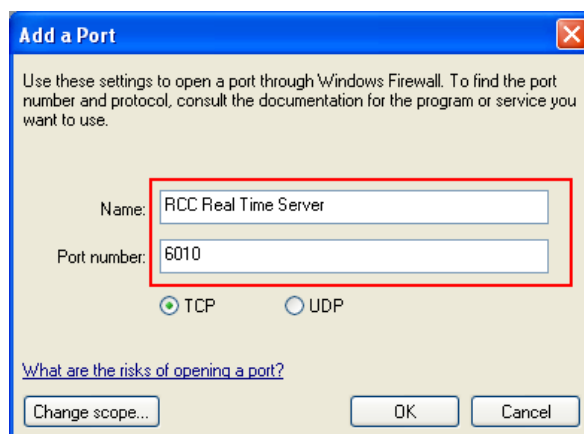 Add a Port
Use these settings to open a port through Windows Firewall. To find the port
number and protocol, consult the documentation for the program or service you
want to use.
Name: RCC Real Time Server
Port number: 6010
TCP UDP
What are the risks of opening a port?
Change scope... OK Cancel